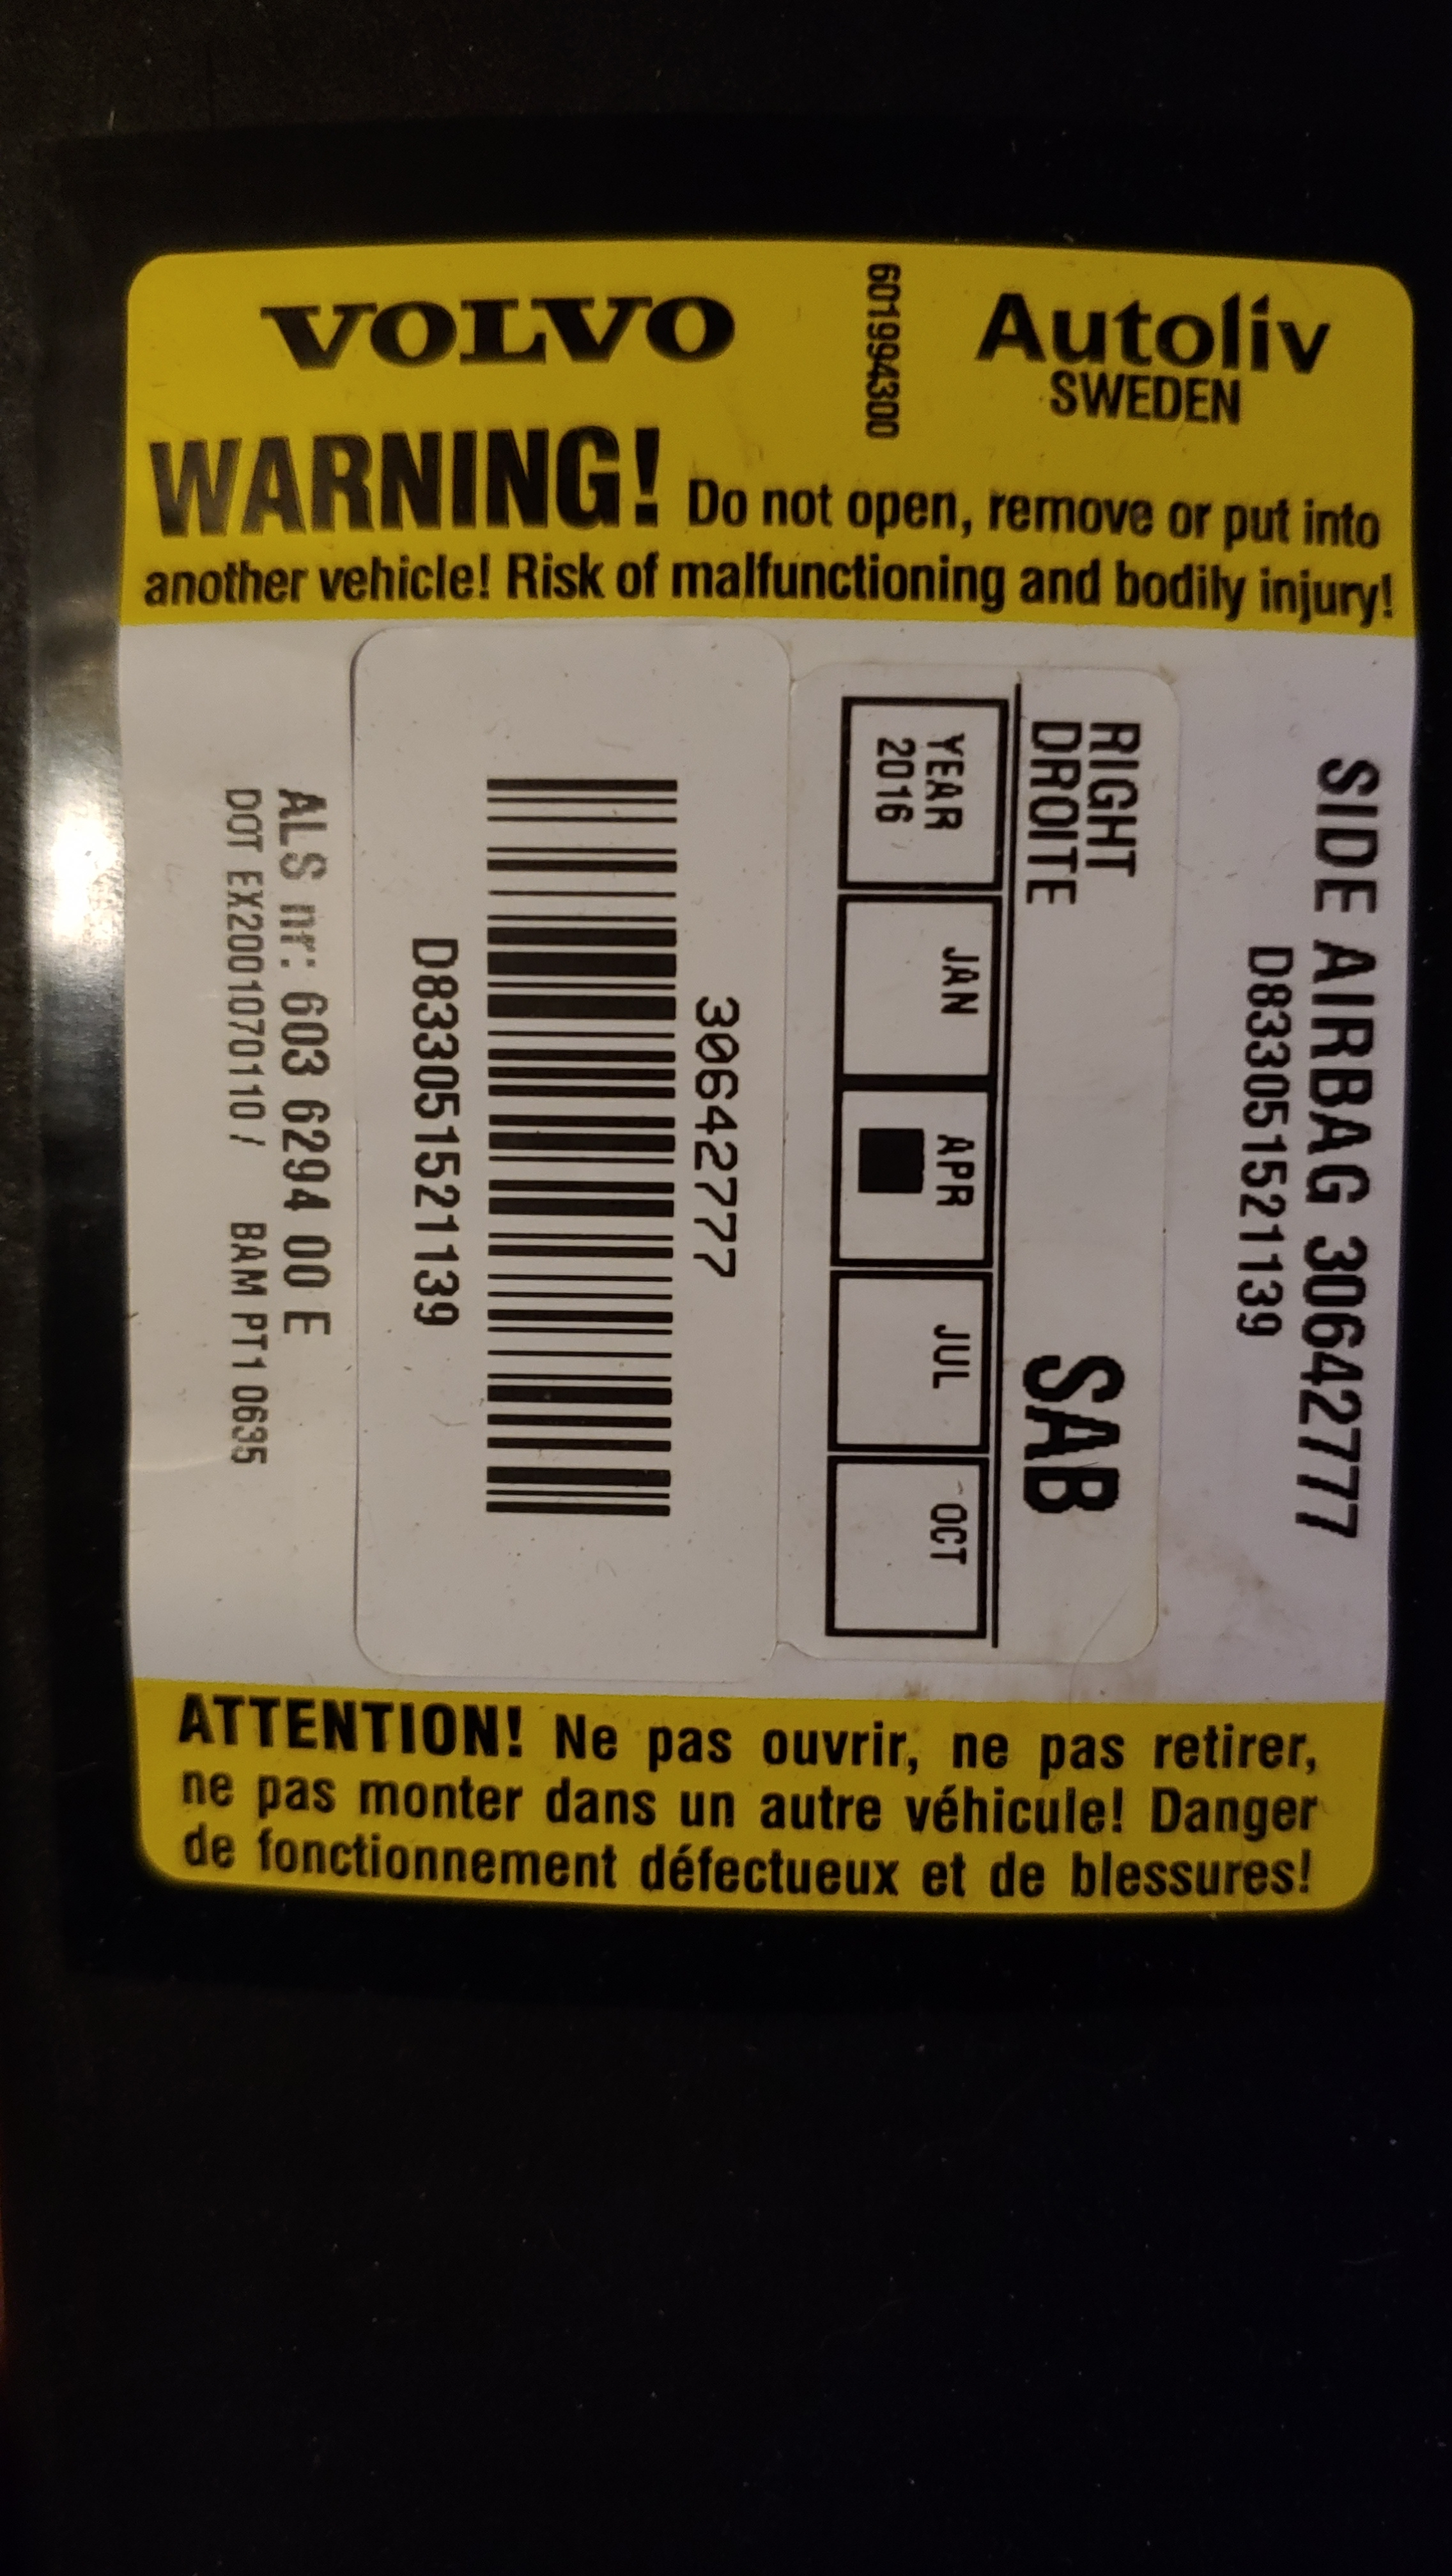 VOLVO
601994300
Autoliv
SWEDEN
WARNING! Do not open, remove or put into
another vehicle! Risk of malfunctioning and bodily injury!
SIDE AIRBAG 30642777
D83305152139
RIGHT
DROITE
SAB
YEAR
2016
JAN
APR
JUL
OCT
30642777
D83305152139
ALS nr: 603 6294 00 E
DOT EX2001070110 / BAM PT1 0635
ATTENTION! Ne pas ouvrir, ne pas retirer,
ne pas monter dans un autre véhicule! Danger
de fonctionnement défectueux et de blessures!